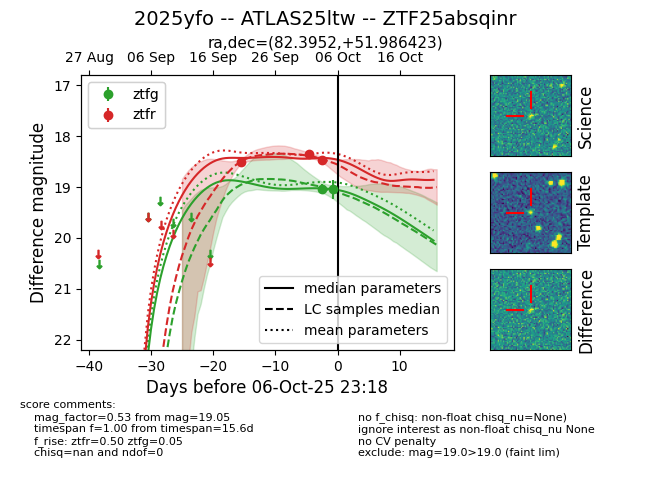 2025yfo -- ATLAS25ltw -- ZTF25absqinr
ra,dec=(82.3952,+51.986423)
27 Aug 06 Sep 16 Sep 26 Sep 06 Oct 16 Oct
17
18
19
20
21
22
Difference magnitude
ztfg
ztfr
median parameters
LC samples median
mean parameters
−40 −30 −20 −10 0 10
Days before 06-Oct-25 23:18
Science
Template
Difference
score comments:
mag_factor=0.53 from mag=19.05
timespan f=1.00 from timespan=15.6d
f_rise: ztfr=0.50 ztfg=0.05
chisq=nan and ndof=0
no f_chisq: non-float chisq_nu=None)
ignore interest as non-float chisq_nu None
no CV penalty
exclude: mag=19.0>19.0 (faint lim)